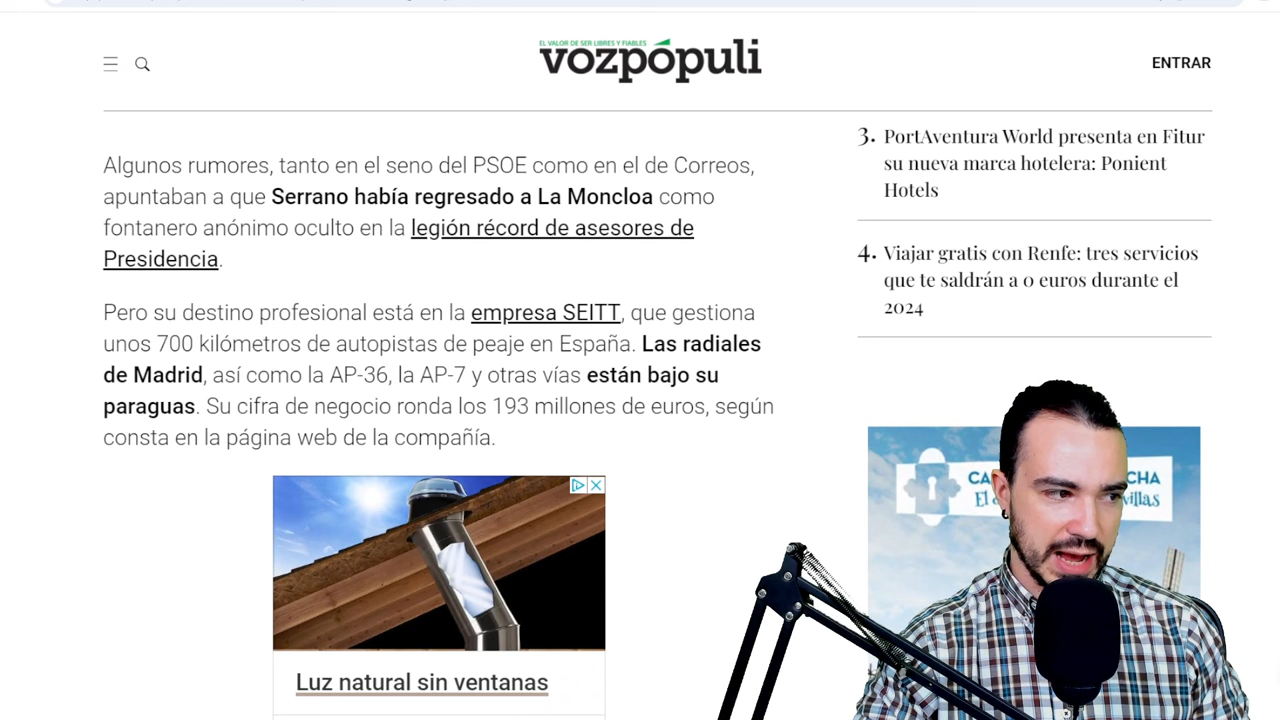 EL VALOR DE SER LIBRES Y FIABLES
vozpópuli
ENTRAR
Algunos rumores, tanto en el seno del PSOE como en el de Correos,
apuntaban a que Serrano había regresado a La Moncloa como
fontanero anónimo oculto en la legión récord de asesores de
Presidencia.
Pero su destino profesional está en la empresa SEITT, que gestiona
unos 700 kilómetros de autopistas de peaje en España. Las radiales
de Madrid, así como la AP-36, la AP-7 y otras vías están bajo su
paraguas. Su cifra de negocio ronda los 193 millones de euros, según
consta en la página web de la compañía.
Luz natural sin ventanas
3. PortAventura World presenta en Fitur
su nueva marca hotelera: Ponient
Hotels
4. Viajar gratis con Renfe: tres servicios
que te saldrán a 0 euros durante el
2024
CA
CHA
El
villas